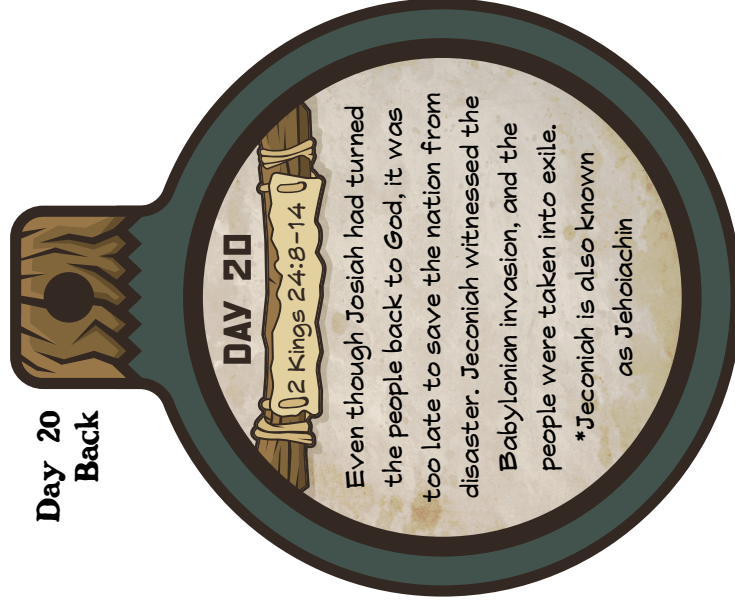 Day 20
Back
DAY 20
2 Kings 24:8-14
Even though Josiah had turned
the people back to God, it was
too late to save the nation from
disaster. Jeconiah witnessed the
Babylonian invasion, and the
people were taken into exile.
*Jeconiah is also known
as Jehoiachin